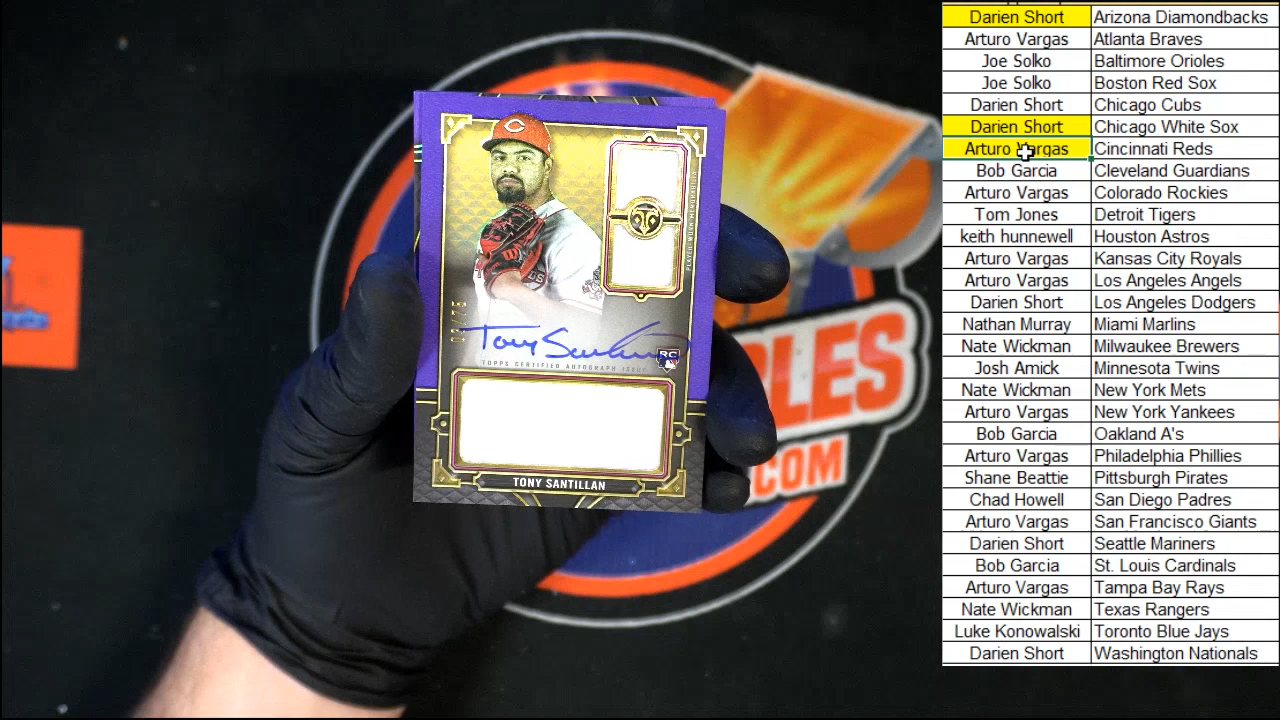 Darien Short Arizona Diamondbacks
Arturo Vargas Atlanta Braves
Joe Solko Baltimore Orioles
Joe Solko Boston Red Sox
Darien Short Chicago Cubs
Darien Short Chicago White Sox
Arturo Vargas Cincinnati Reds
Bob Garcia Cleveland Guardians
Arturo Vargas Colorado Rockies
Tom Jones Detroit Tigers
keith hunnewell Houston Astros
Arturo Vargas Kansas City Royals
Arturo Vargas Los Angeles Angels
Darien Short Los Angeles Dodgers
Nathan Murray Miami Marlins
Nate Wickman Milwaukee Brewers
Josh Amick Minnesota Twins
Nate Wickman New York Mets
Arturo Vargas New York Yankees
Bob Garcia Oakland A's
Arturo Vargas Philadelphia Phillies
Shane Beattie Pittsburgh Pirates
Chad Howell San Diego Padres
Arturo Vargas San Francisco Giants
Darien Short Seattle Mariners
Bob Garcia St. Louis Cardinals
Arturo Vargas Tampa Bay Rays
Nate Wickman Texas Rangers
Luke Konowalski Toronto Blue Jays
Darien Short Washington Nationals
PLAYER-WORN MEMORABILIA
Tony
RC
TOPPS CERTIFIED AUTOGRAPH ISSUE
TONY SANTILLAN
LES
.COM